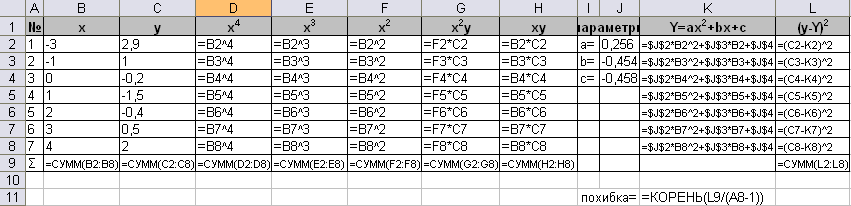 A B C D E F G H I J K L
1 № x y x⁴ x³ x² x²y xy параметри Y=ax²+bx+c (y-Y)²
2 1 -3 2,9 =B2^4 =B2^3 =B2^2 =F2*C2 =B2*C2 a= 0,256 =$J$2*B2^2+$J$3*B2+$J$4 =(C2-K2)^2
3 2 -1 1 =B3^4 =B3^3 =B3^2 =F3*C3 =B3*C3 b= -0,454 =$J$2*B3^2+$J$3*B3+$J$4 =(C3-K3)^2
4 3 0 -0,2 =B4^4 =B4^3 =B4^2 =F4*C4 =B4*C4 c= -0,458 =$J$2*B4^2+$J$3*B4+$J$4 =(C4-K4)^2
5 4 1 -1,5 =B5^4 =B5^3 =B5^2 =F5*C5 =B5*C5 =$J$2*B5^2+$J$3*B5+$J$4 =(C5-K5)^2
6 5 2 -0,4 =B6^4 =B6^3 =B6^2 =F6*C6 =B6*C6 =$J$2*B6^2+$J$3*B6+$J$4 =(C6-K6)^2
7 6 3 0,5 =B7^4 =B7^3 =B7^2 =F7*C7 =B7*C7 =$J$2*B7^2+$J$3*B7+$J$4 =(C7-K7)^2
8 7 4 2 =B8^4 =B8^3 =B8^2 =F8*C8 =B8*C8 =$J$2*B8^2+$J$3*B8+$J$4 =(C8-K8)^2
9 Σ =СУММ(B2:B8) =СУММ(C2:C8) =СУММ(D2:D8) =СУММ(E2:E8) =СУММ(F2:F8) =СУММ(G2:G8) =СУММ(H2:H8) =СУММ(L2:L8)
10
11 похибка= =КОРЕНЬ(L9/(A8-1))